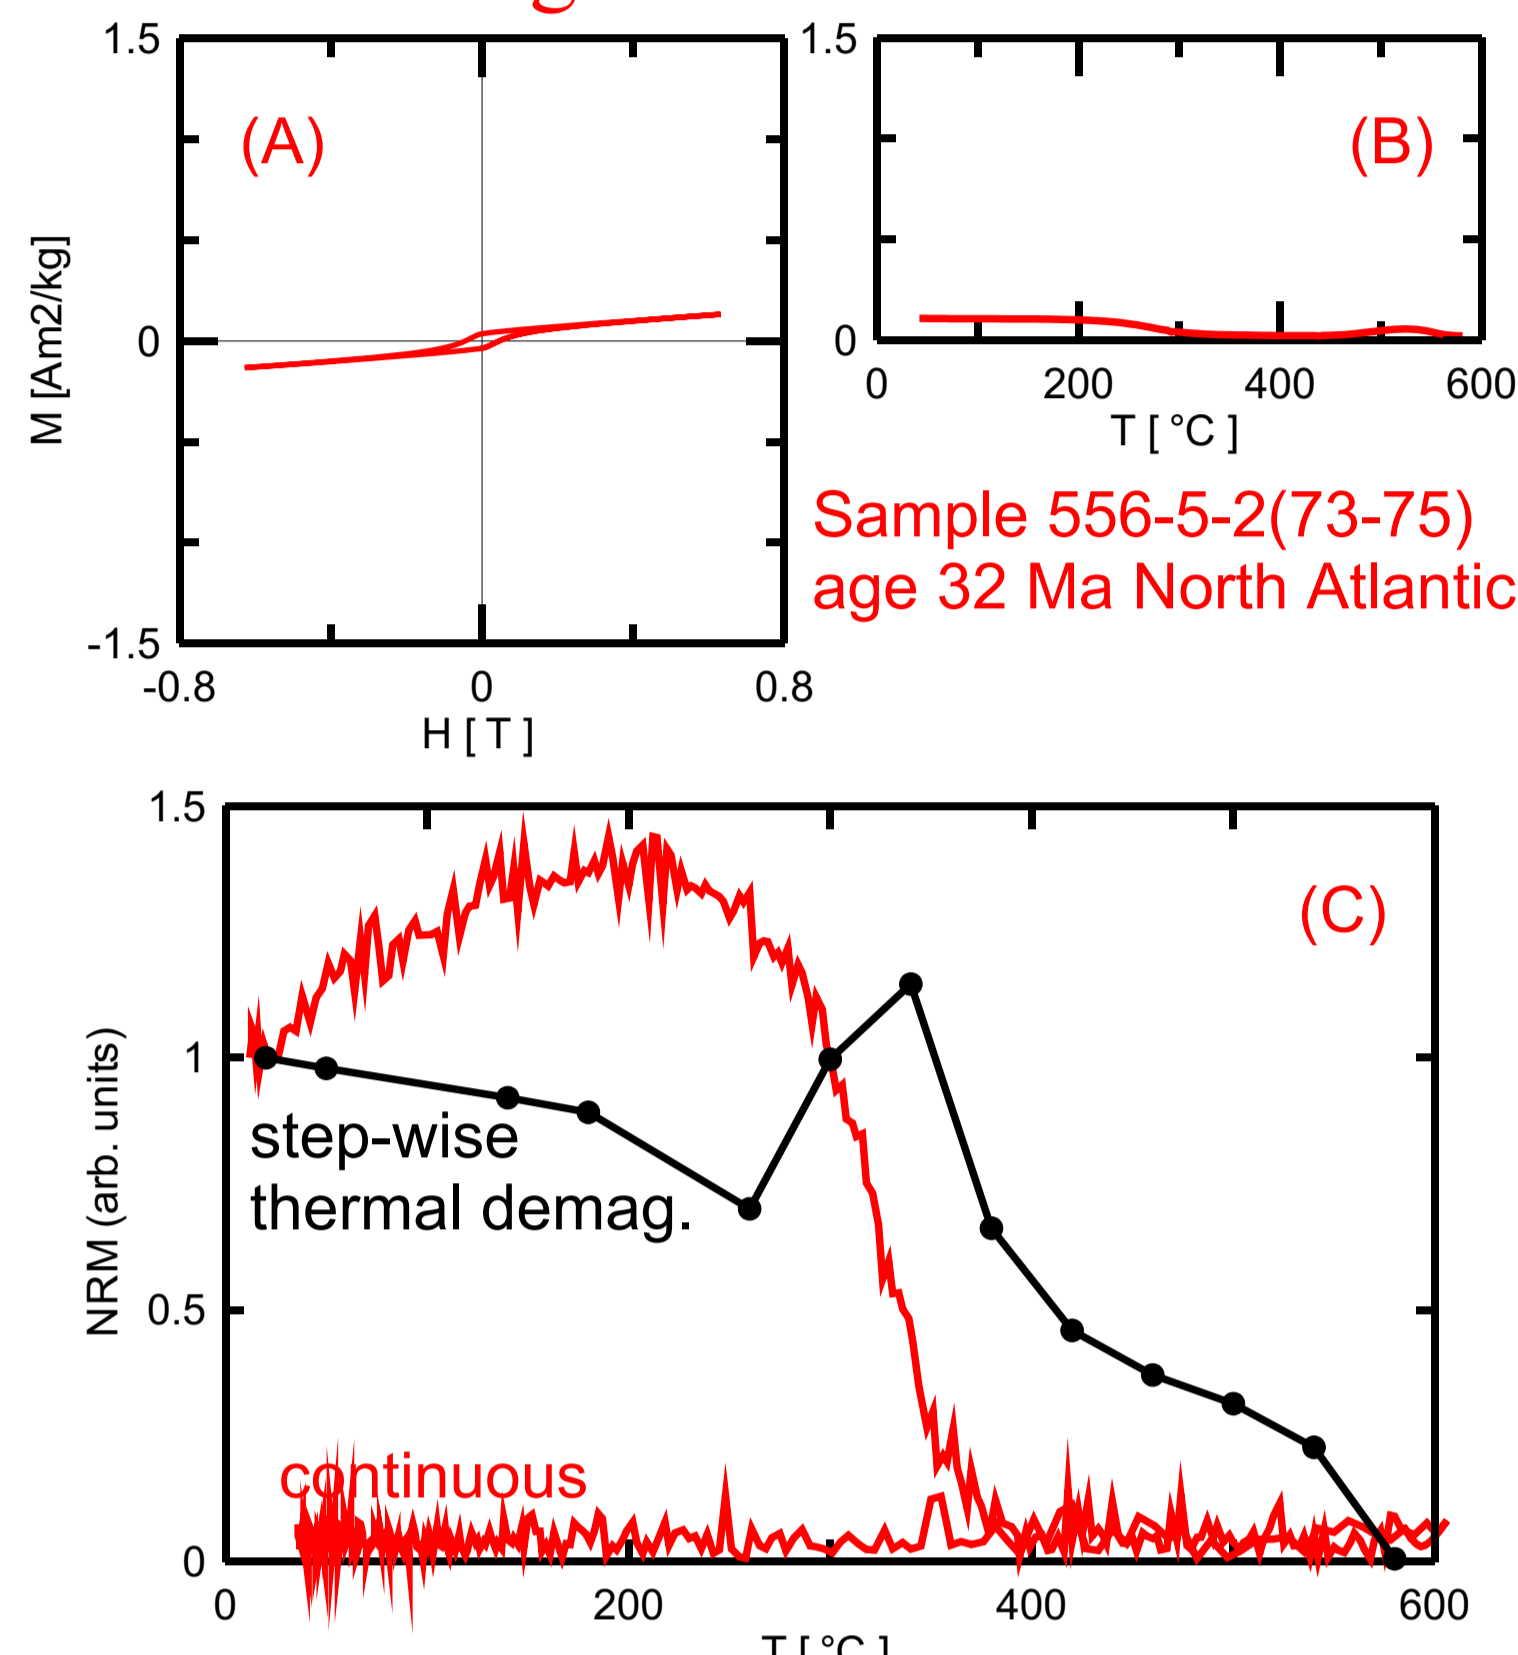 1.5
(A)
M [Am2/kg]
0
-1.5
-0.8 0 0.8
H [ T ]
1.5
(B)
0
0 200 400 600
T [ °C ]
Sample 556-5-2(73-75)
age 32 Ma North Atlantic
1.5
(C)
1
NRM (arb. units)
step-wise
thermal demag.
0.5
continuous
0
0 200 400 600
T [ °C ]